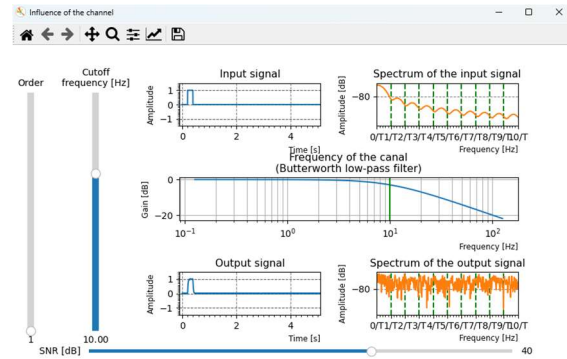 Influence of the channel
Order
Cutoff
frequency [Hz]
Input signal
Amplitude
1
0
−1
0
2
4
Time [s]
Spectrum of the input signal
Amplitude [dB]
−80
0/T1/T2/T3/T4/T5/T6/T7/T8/T9/T10/T
Frequency [Hz]
Frequency of the canal
(Butterworth low-pass filter)
Gain [dB]
0
−20
10⁻¹
10⁰
10¹
10²
Frequency [Hz]
Output signal
Amplitude
1
0
−1
0
2
4
Time [s]
Spectrum of the output signal
Amplitude [dB]
−80
0/T1/T2/T3/T4/T5/T6/T7/T8/T9/T10/T
Frequency [Hz]
1
10.00
SNR [dB]
40